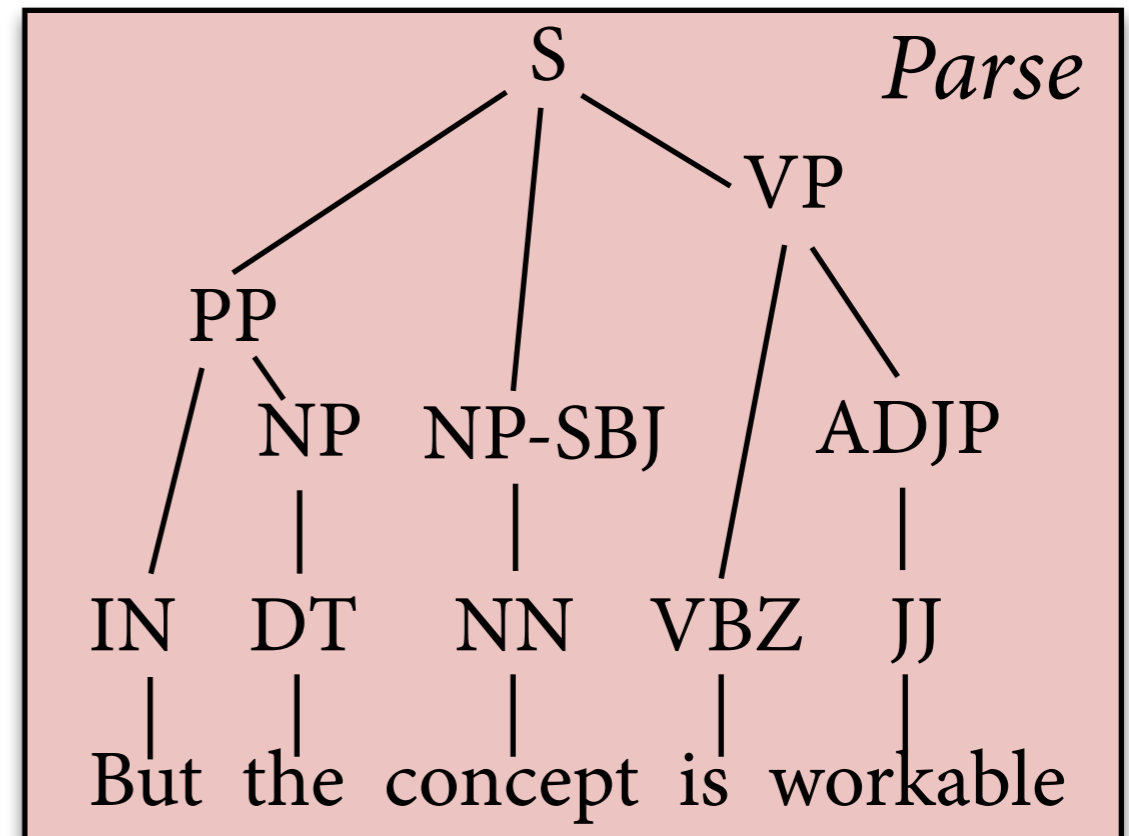 S
Parse
VP
PP
NP NP-SBJ ADJP
IN DT NN VBZ JJ
But the concept is workable